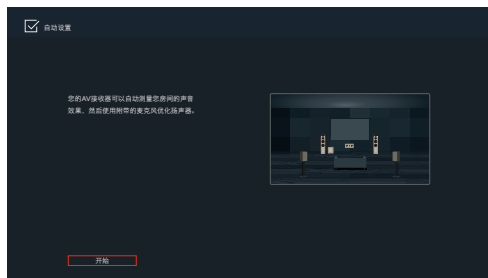 自动设置
您的AV接收器可以自动测量您房间的声音
效果，然后使用附带的麦克风优化扬声器。
开始